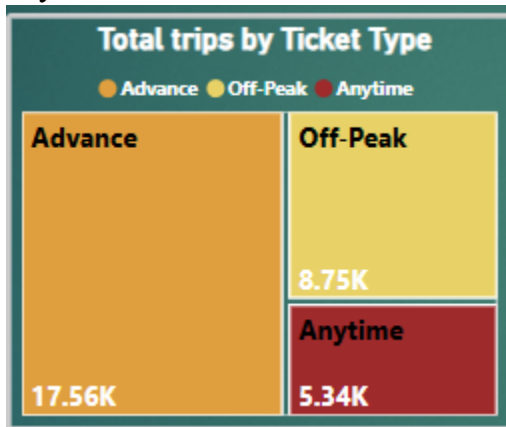 Total trips by Ticket Type
Advance Off-Peak Anytime
Advance
17.56K
Off-Peak
8.75K
Anytime
5.34K